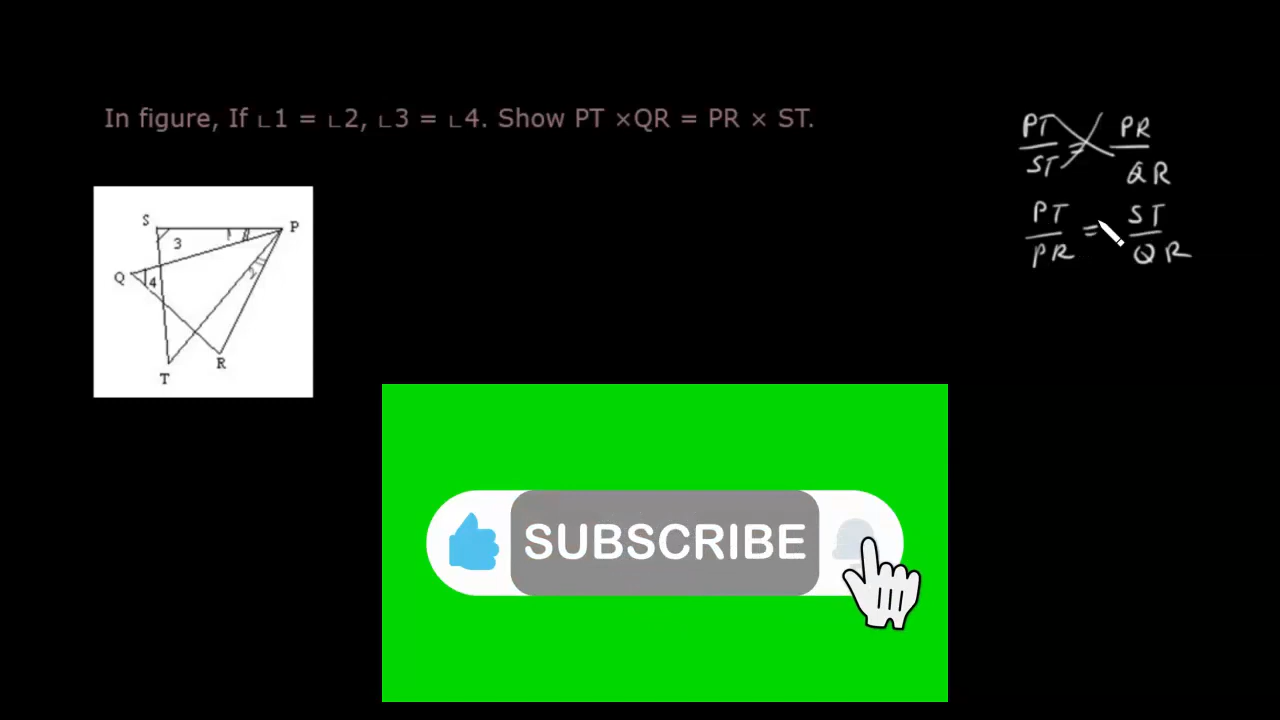 In figure, If ∟1 = ∟2, ∟3 = ∟4. Show PT ×QR = PR × ST.
PT/ST = PR/QR
PT/PR = ST/QR
S 1 P
3
2
Q 4
R
T
SUBSCRIBE